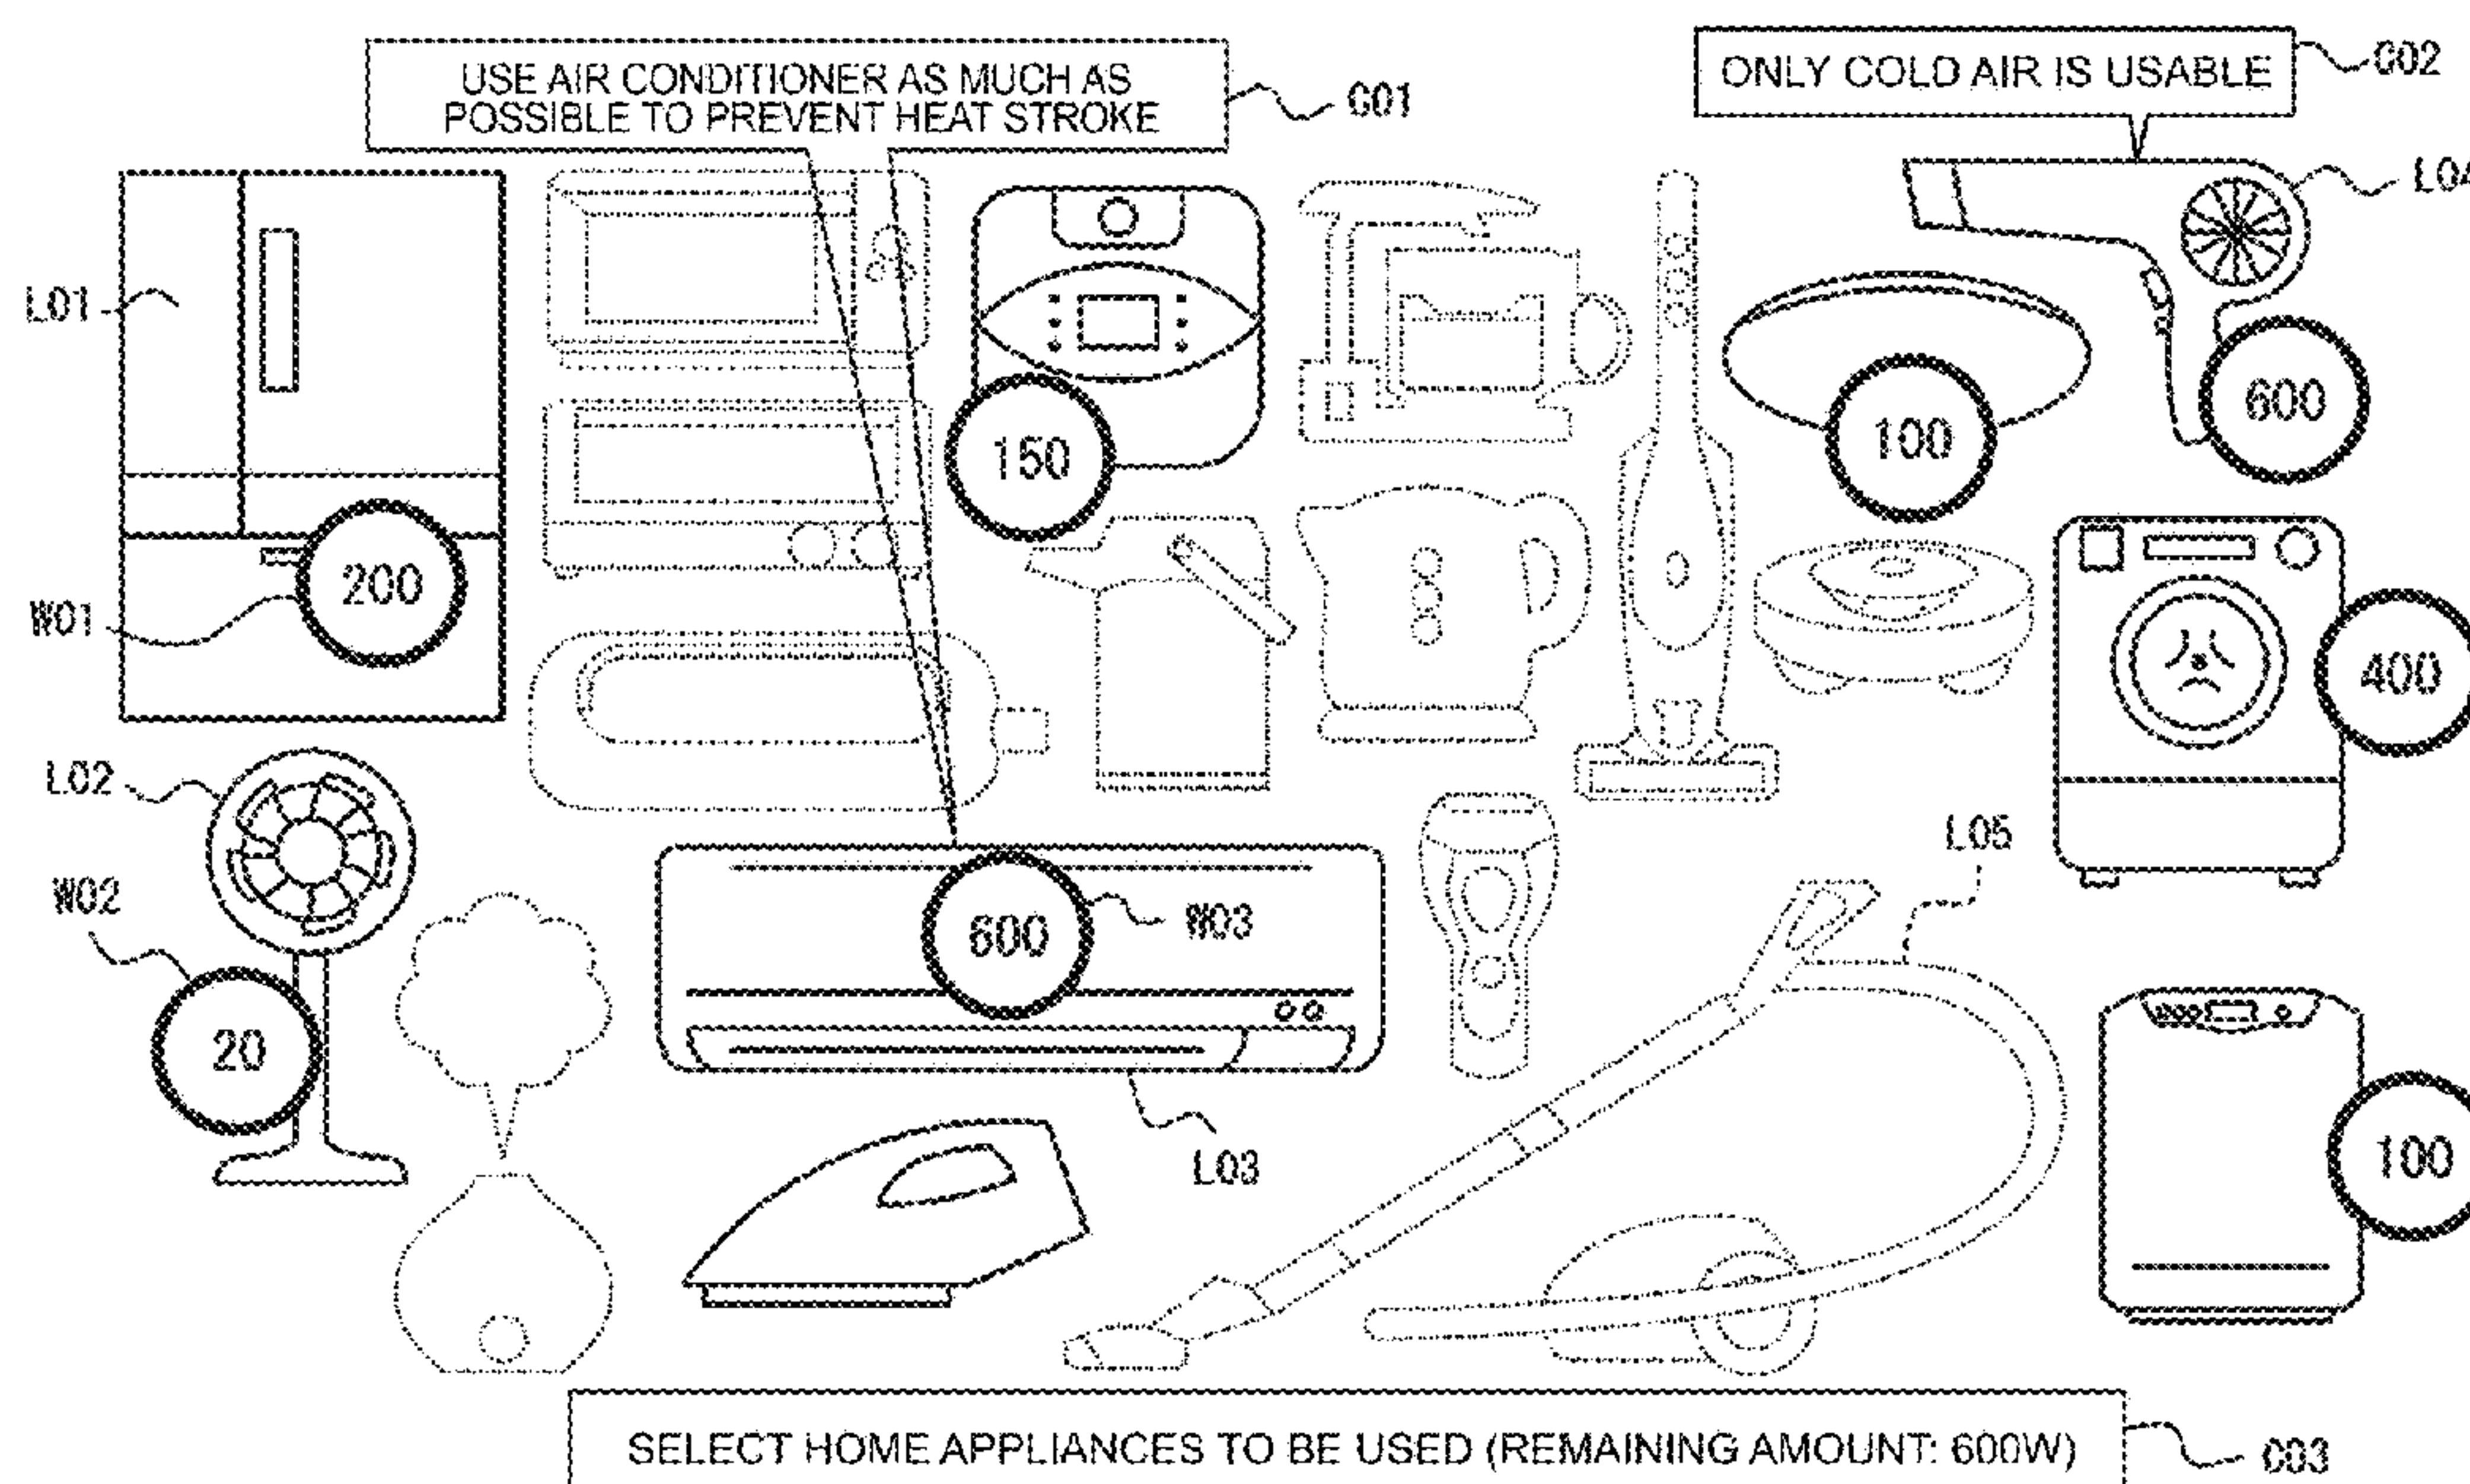 USE AIR CONDITIONER AS MUCH AS
POSSIBLE TO PREVENT HEAT STROKE
C01
ONLY COLD AIR IS USABLE
C02
L04
L01
150
100
600
200
W01
400
L02
L05
W02
600
W03
20
100
L03
SELECT HOME APPLIANCES TO BE USED (REMAINING AMOUNT: 600W)
C03